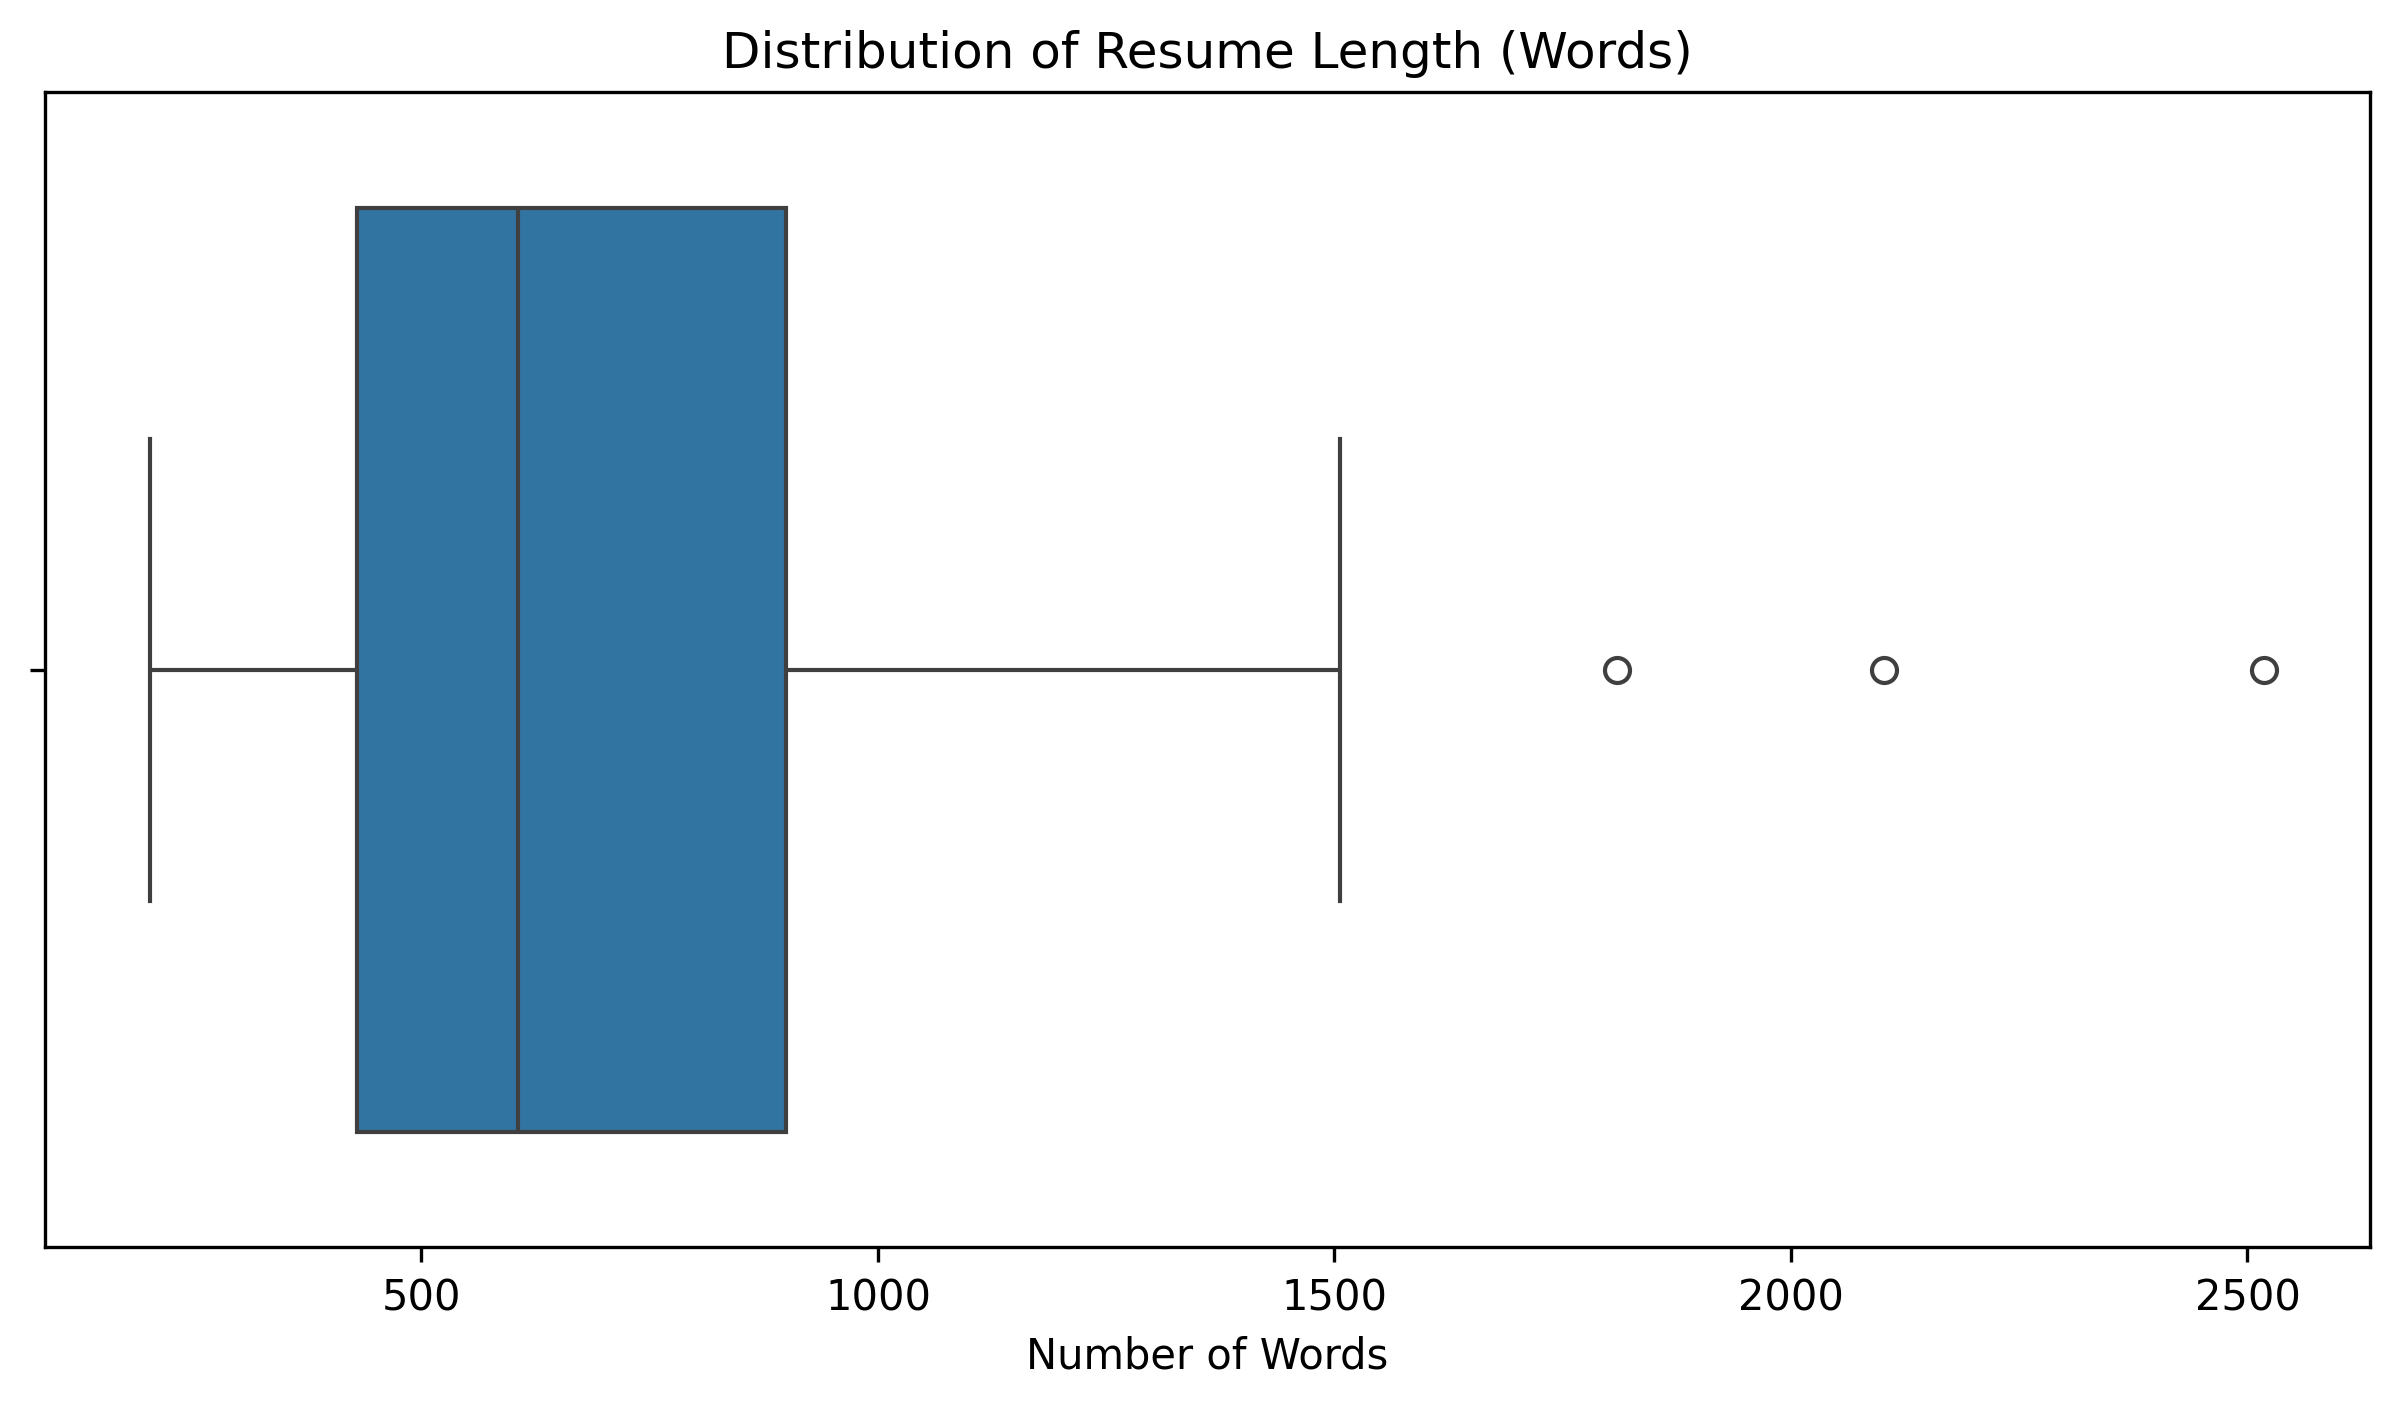 Distribution of Resume Length (Words)
500 1000 1500 2000 2500
Number of Words